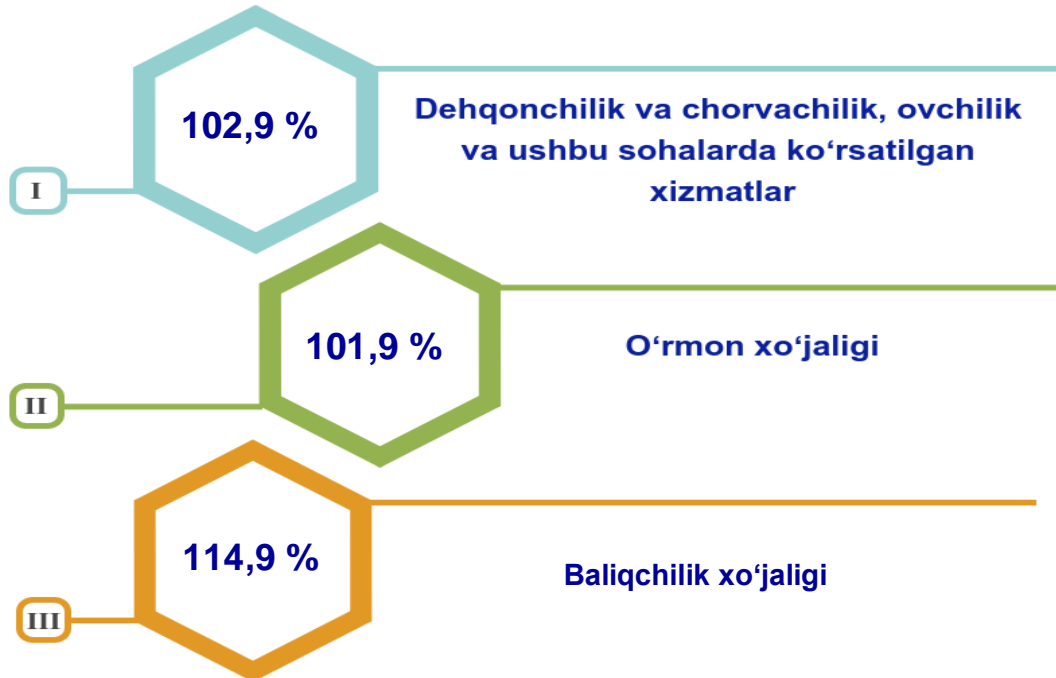 I
102,9 %
Dehqonchilik va chorvachilik, ovchilik
va ushbu sohalarda ko‘rsatilgan
xizmatlar
II
101,9 %
O‘rmon xo‘jaligi
III
114,9 %
Baliqchilik xo‘jaligi